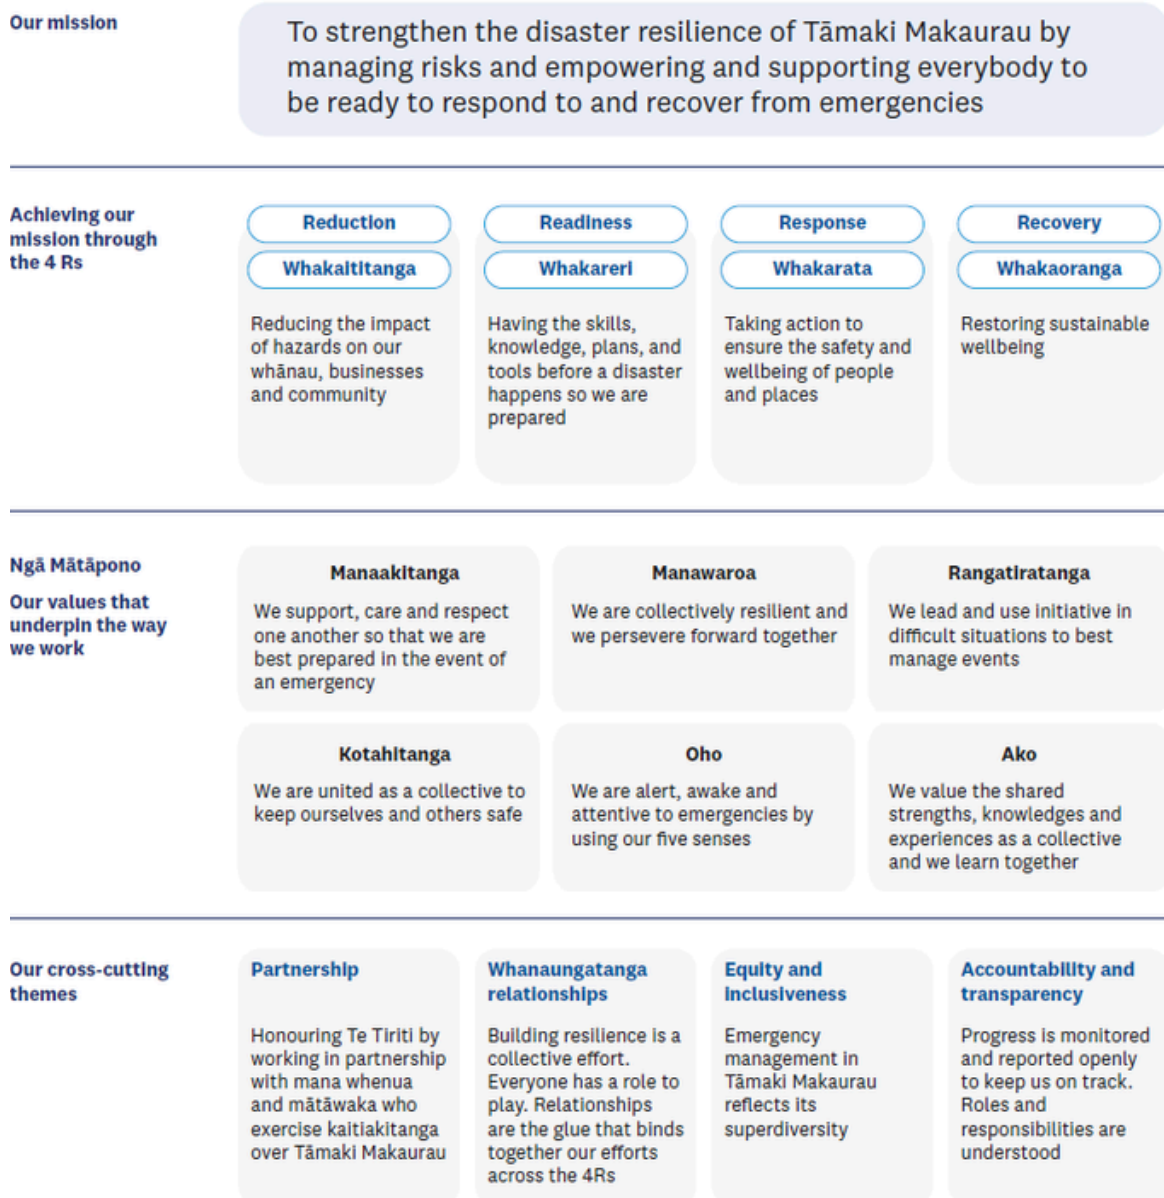 Our mission
To strengthen the disaster resilience of Tāmaki Makaurau by
managing risks and empowering and supporting everybody to
be ready to respond to and recover from emergencies
Achieving our
mission through
the 4 Rs
Reduction
Whakaititanga
Reducing the impact
of hazards on our
whānau, businesses
and community
Readiness
Whakareri
Having the skills,
knowledge, plans, and
tools before a disaster
happens so we are
prepared
Response
Whakarata
Taking action to
ensure the safety and
wellbeing of people
and places
Recovery
Whakaoranga
Restoring sustainable
wellbeing
Ngā Mātāpono
Our values that
underpin the way
we work
Manaakitanga
We support, care and respect
one another so that we are
best prepared in the event of
an emergency
Manawaroa
We are collectively resilient and
we persevere forward together
Rangatiratanga
We lead and use initiative in
difficult situations to best
manage events
Kotahitanga
We are united as a collective to
keep ourselves and others safe
Oho
We are alert, awake and
attentive to emergencies by
using our five senses
Ako
We value the shared
strengths, knowledges and
experiences as a collective
and we learn together
Our cross-cutting
themes
Partnership
Honouring Te Tiriti by
working in partnership
with mana whenua
and mātāwaka who
exercise kaitiakitanga
over Tāmaki Makaurau
Whanaungatanga
relationships
Building resilience is a
collective effort.
Everyone has a role to
play. Relationships
are the glue that binds
together our efforts
across the 4Rs
Equity and
inclusiveness
Emergency
management in
Tāmaki Makaurau
reflects its
superdiversity
Accountability and
transparency
Progress is monitored
and reported openly
to keep us on track.
Roles and
responsibilities are
understood